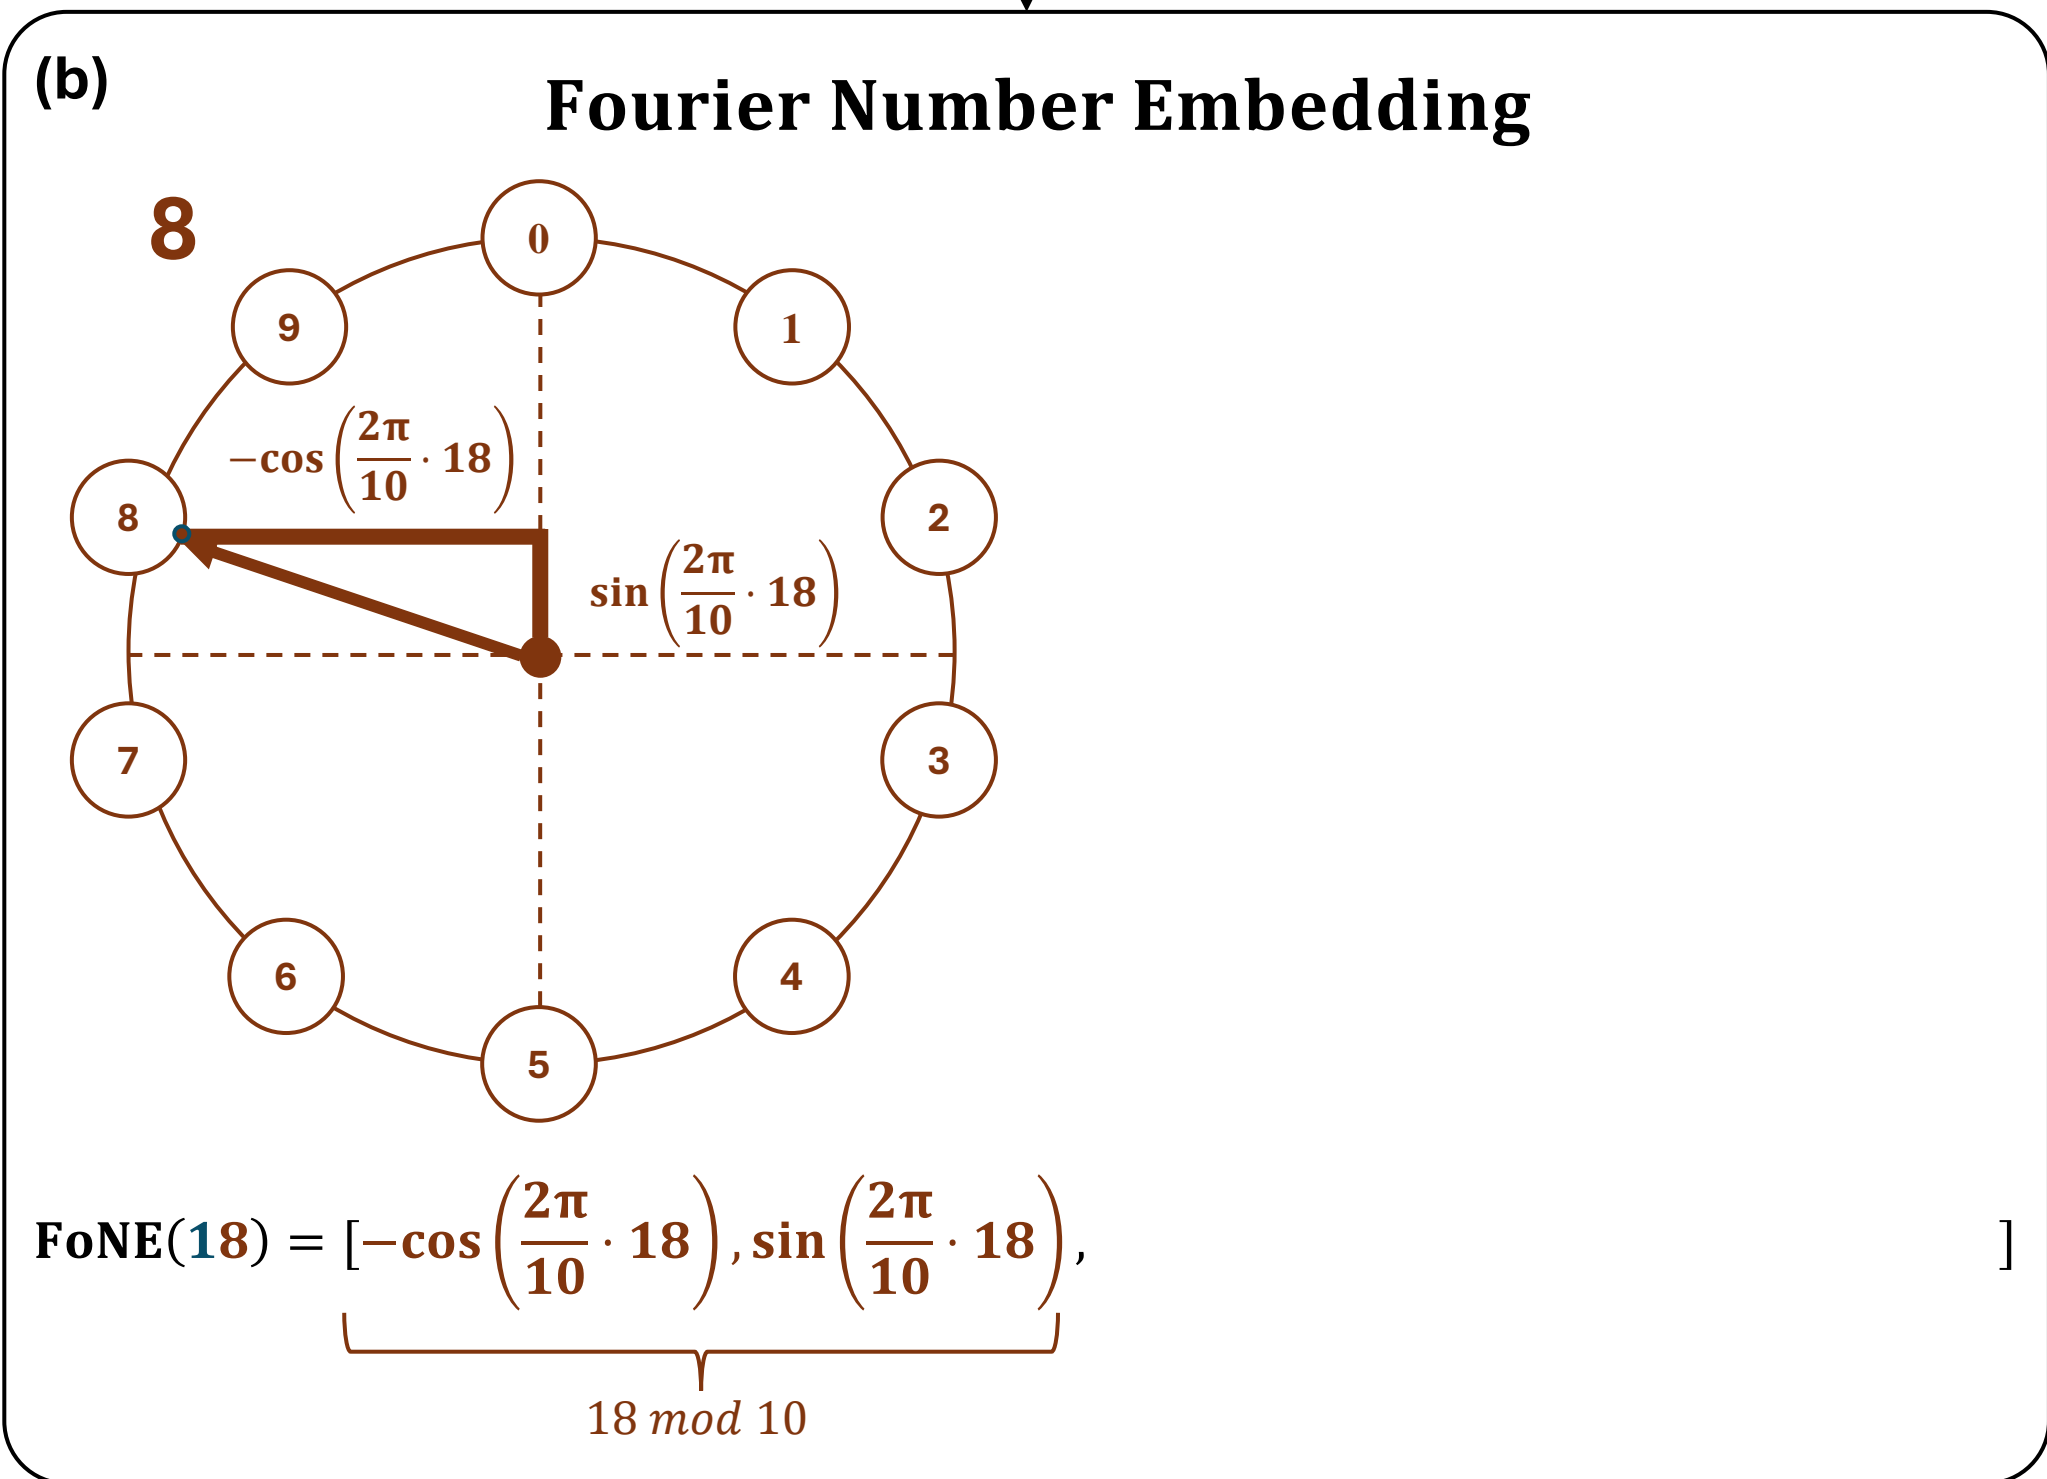 (b)
Fourier Number Embedding
8
0
9
1
−cos(2π/10 · 18)
8
2
sin(2π/10 · 18)
7
3
6
4
5
FoNE(18) = [−cos(2π/10 · 18), sin(2π/10 · 18), ]
18 mod 10